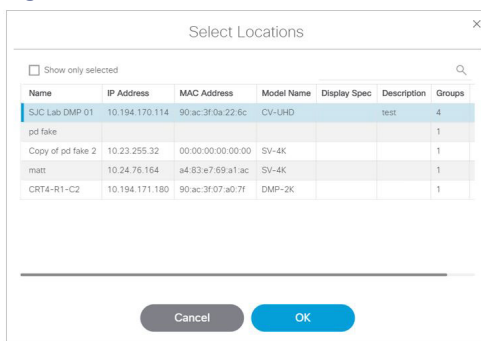 Select Locations
Show only selected
Name IP Address MAC Address Model Name Display Spec Description Groups
SJC Lab DMP 01 10.194.170.114 90:ac:3f:0a:22:6c CV-UHD test 4
pd fake 1
Copy of pd fake 2 10.23.255.32 00:00:00:00:00:00 SV-4K 1
matt 10.24.76.164 a4:83:e7:69:a1:ac SV-4K 1
CRT4-R1-C2 10.194.171.180 90:ac:3f:07:a0:7f DMP-2K 1
Cancel OK